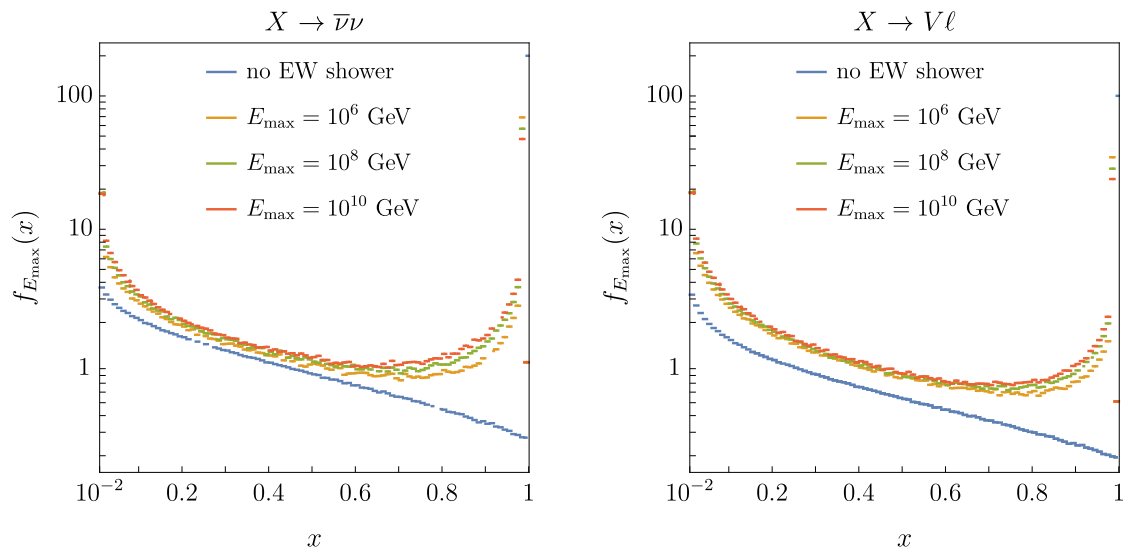 X → ν̅ν
no EW shower
E_max = 10^6 GeV
E_max = 10^8 GeV
E_max = 10^10 GeV
100
10
1
f_{E_max}(x)
10^−2
0.2
0.4
0.6
0.8
1
x
X → Vℓ
no EW shower
E_max = 10^6 GeV
E_max = 10^8 GeV
E_max = 10^10 GeV
100
10
1
f_{E_max}(x)
10^−2
0.2
0.4
0.6
0.8
1
x